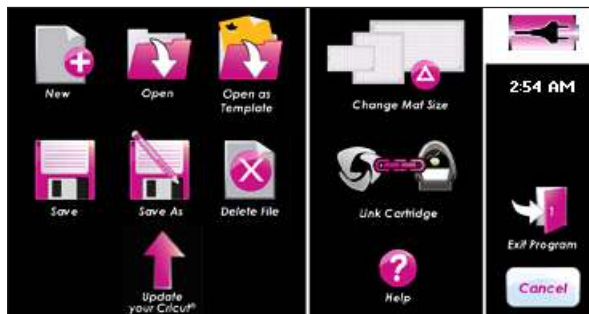 New
Open
Open as
Template
Save
Save As
Delete File
Update
your Cricut®
Change Mat Size
Link Cartridge
?
Help
2:54 AM
Exit Program
Cancel